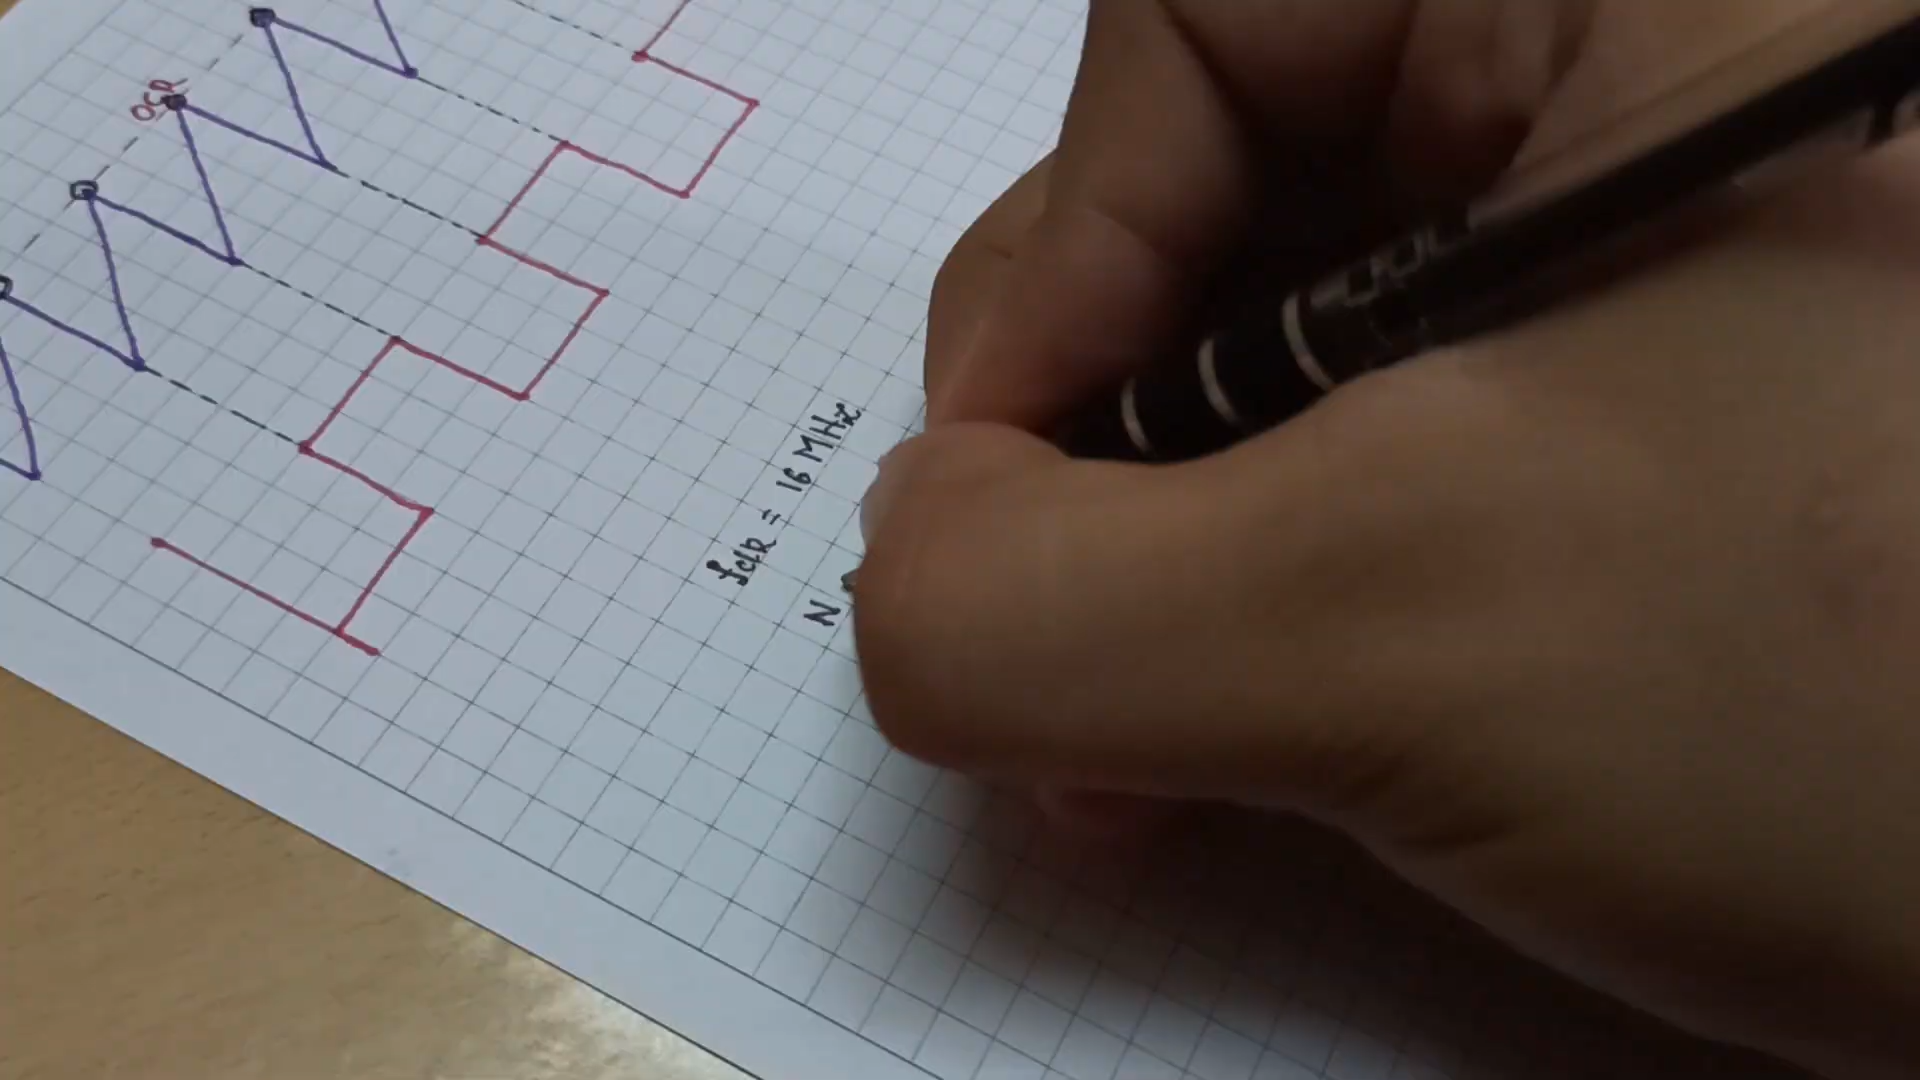 OCR
fclk = 16 MHz
N